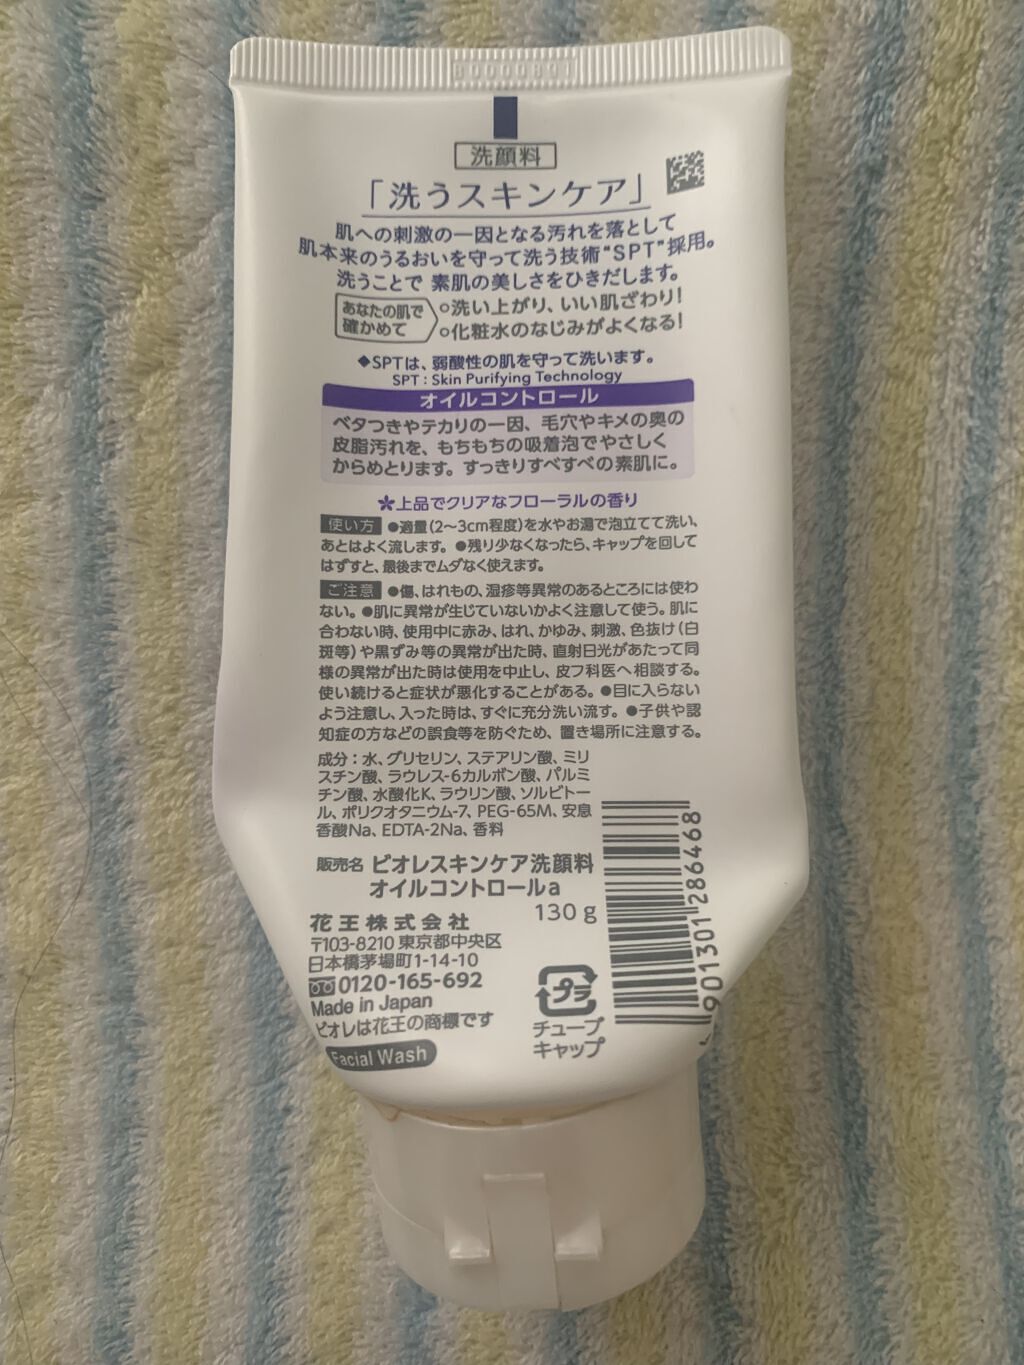 洗顔料
「洗うスキンケア」
肌への刺激の一因となる汚れを落として
肌本来のうるおいを守って洗う技術“SPT”採用。
洗うことで 素肌の美しさをひきだします。
あなたの肌で
確かめて
○洗い上がり、いい肌ざわり!
○化粧水のなじみがよくなる!
◆SPTは、弱酸性の肌を守って洗います。
SPT : Skin Purifying Technology
オイルコントロール
ベタつきやテカリの一因、毛穴やキメの奥の
皮脂汚れを、もちもちの吸着泡でやさしく
からめとります。すっきりすべすべの素肌に。
上品でクリアなフローラルの香り
使い方 ●適量(2〜3cm程度)を水やお湯で泡立てて洗い、
あとはよく流します。●残り少なくなったら、キャップを回して
はずすと、最後までムダなく使えます。
ご注意 ●傷、はれもの、湿疹等異常のあるところには使わ
ない。●肌に異常が生じていないかよく注意して使う。肌に
合わない時、使用中に赤み、はれ、かゆみ、刺激、色抜け(白
斑等)や黒ずみ等の異常が出た時、直射日光があたって同
様の異常が出た時は使用を中止し、皮フ科医へ相談する。
使い続けると症状が悪化することがある。●目に入らない
よう注意し、入った時は、すぐに充分洗い流す。●子供や認
知症の方などの誤食等を防ぐため、置き場所に注意する。
成分：水、グリセリン、ステアリン酸、ミリ
スチン酸、ラウレス-6カルボン酸、パルミ
チン酸、水酸化K、ラウリン酸、ソルビトー
ル、ポリクオタニウム-7、PEG-65M、安息
香酸Na、EDTA-2Na、香料
販売名 ビオレスキンケア洗顔料
オイルコントロールa
130 g
花王株式会社
〒103-8210 東京都中央区
日本橋茅場町1-14-10
0120-165-692
Made in Japan
ビオレは花王の商標です
Facial Wash
プラ
チューブ
キャップ
4901301286468